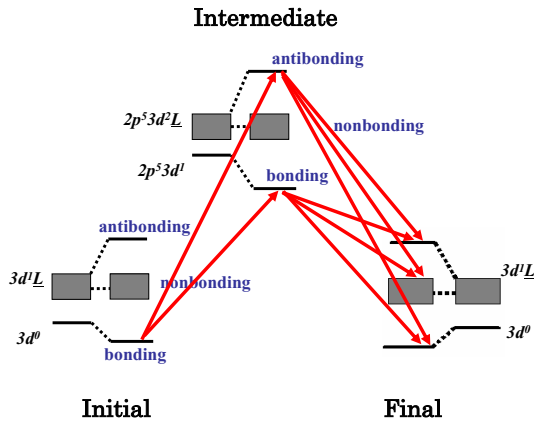 Intermediate
antibonding
2p⁵3d²L̲
nonbonding
2p⁵3d¹
bonding
antibonding
3d¹L̲
nonbonding
3d¹L̲
3d⁰
3d⁰
bonding
Initial
Final